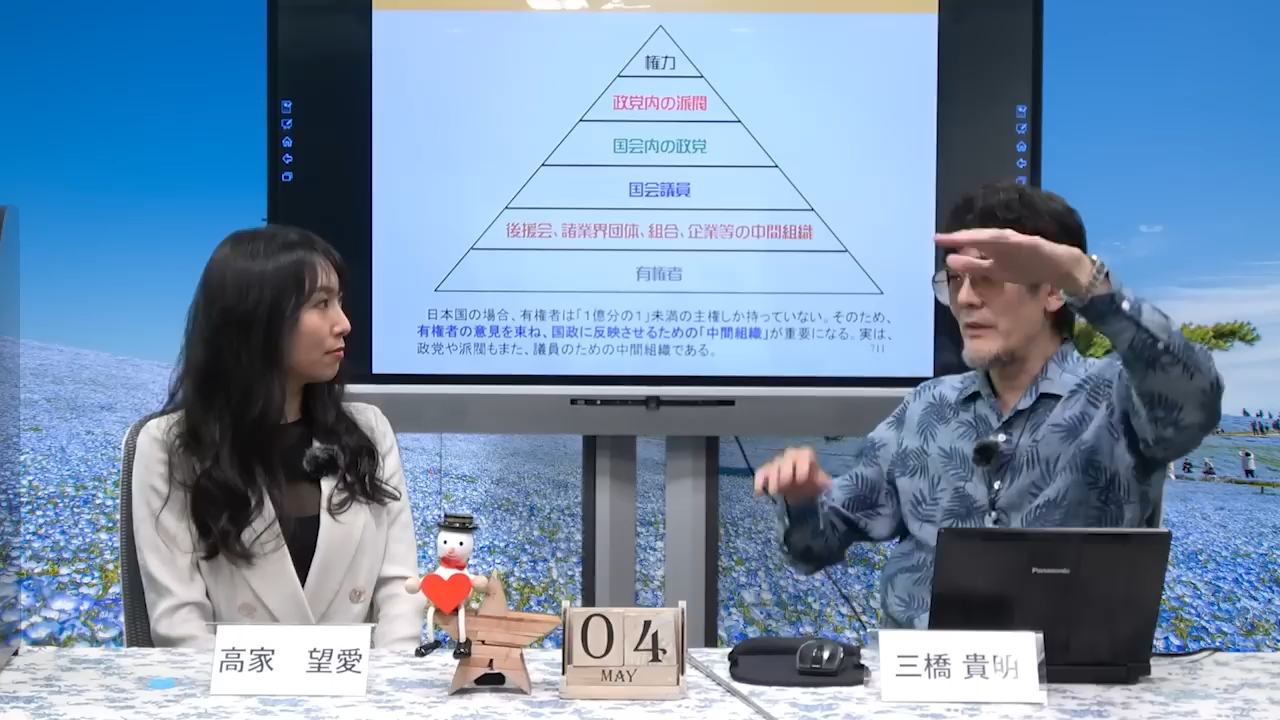 権力
政党内の派閥
国会内の政党
国会議員
後援会、諸業界団体、組合、企業等の中間組織
有権者
日本国の場合、有権者は「1億分の1」未満の主権しか持っていない。そのため、
有権者の意見を束ね、国政に反映させるための「中間組織」が重要になる。実は、
政党や派閥もまた、議員のための中間組織である。
711
Panasonic
高家 望愛
04
MAY
三橋 貴明